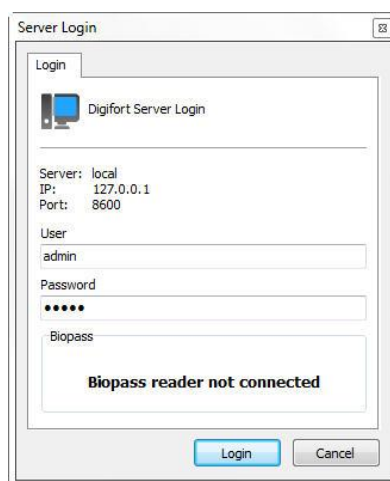 Server Login
Login
Digifort Server Login
Server: local
IP: 127.0.0.1
Port: 8600
User
admin
Password
•••••
Biopass
Biopass reader not connected
Login Cancel